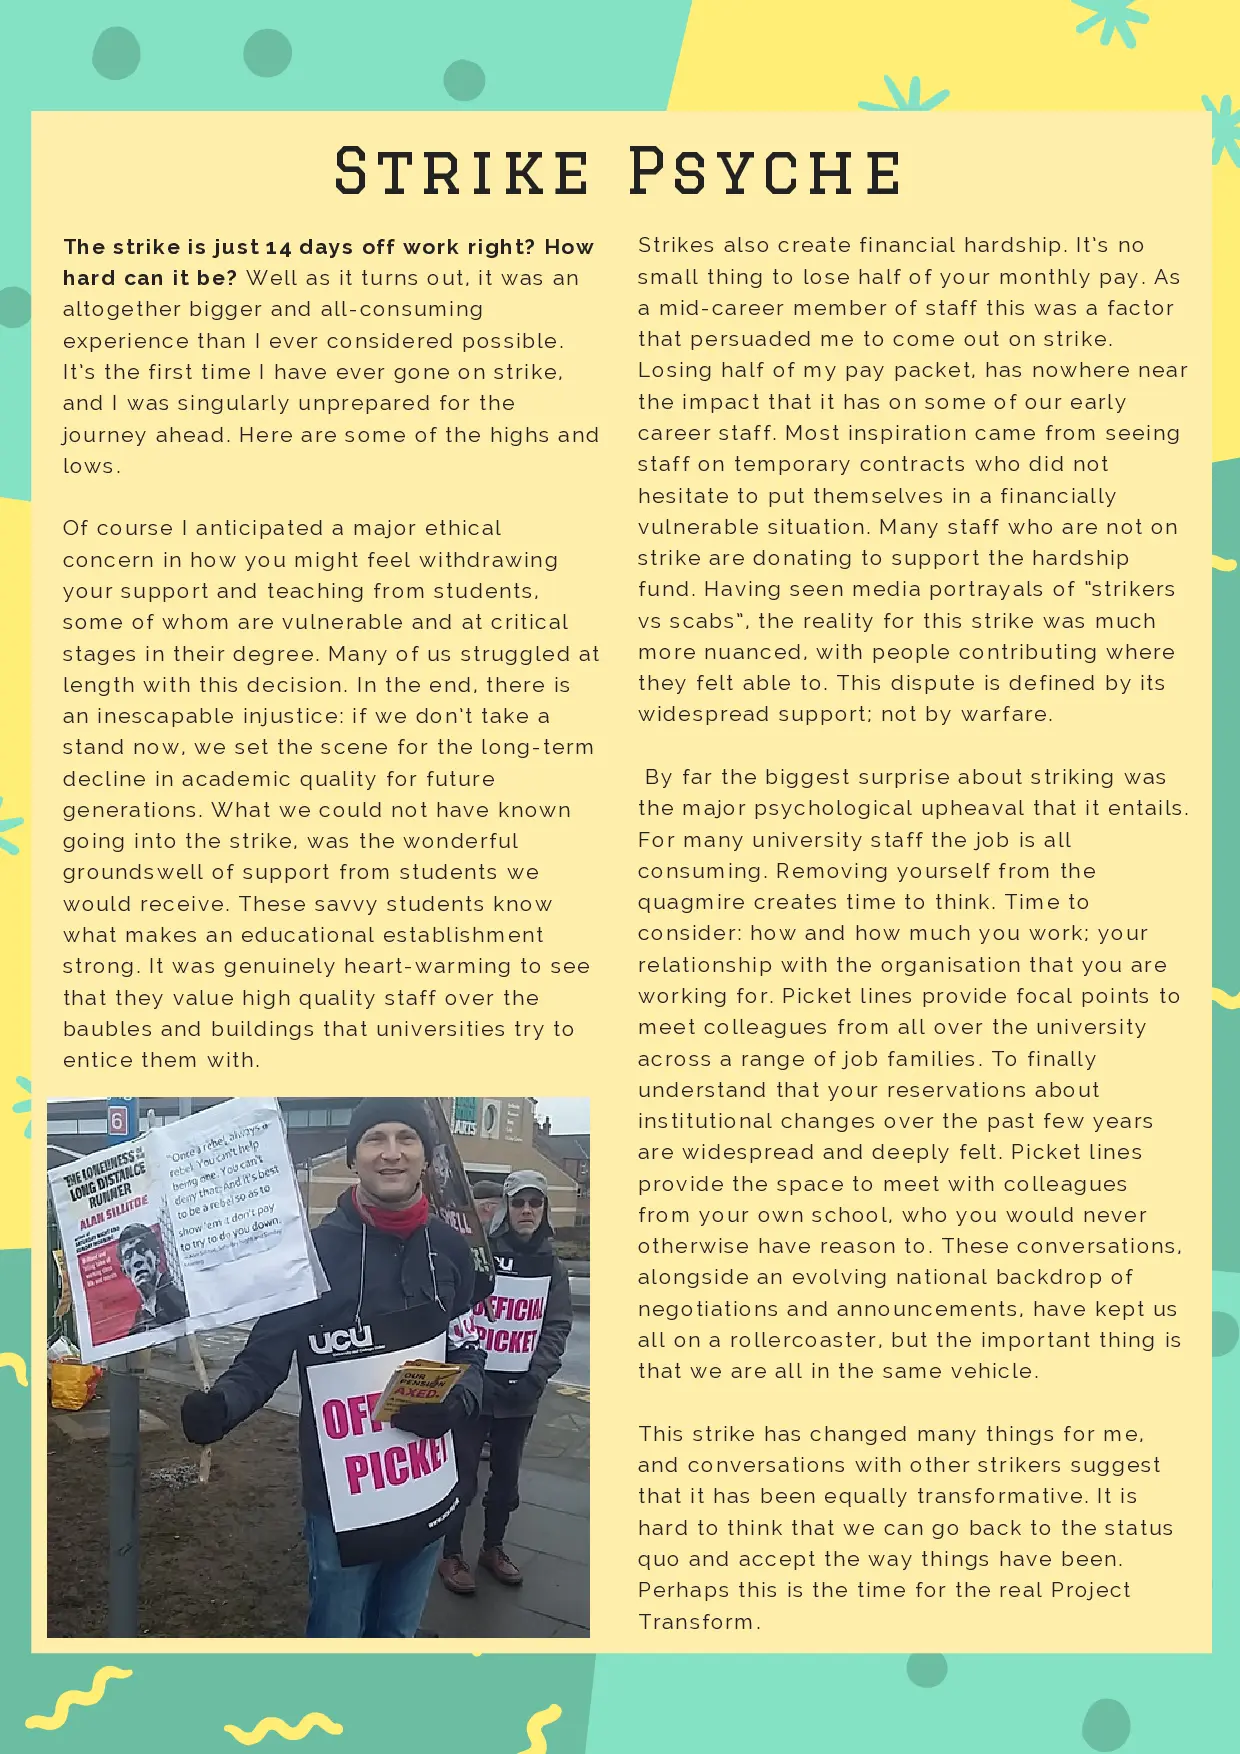 Strike Psyche
The strike is just 14 days off work right? How
hard can it be? Well as it turns out, it was an
altogether bigger and all-consuming
experience than I ever considered possible.
It's the first time I have ever gone on strike,
and I was singularly unprepared for the
journey ahead. Here are some of the highs and
lows.
Of course I anticipated a major ethical
concern in how you might feel withdrawing
your support and teaching from students,
some of whom are vulnerable and at critical
stages in their degree. Many of us struggled at
length with this decision. In the end, there is
an inescapable injustice: if we don't take a
stand now, we set the scene for the long-term
decline in academic quality for future
generations. What we could not have known
going into the strike, was the wonderful
groundswell of support from students we
would receive. These savvy students know
what makes an educational establishment
strong. It was genuinely heart-warming to see
that they value high quality staff over the
baubles and buildings that universities try to
entice them with.
6
THE LONELINESS OF
LONG DISTANCE
RUNNER
ALAN SILLITOE
"Once a rebel, always a
rebel. You can't help
being one. You can't
deny that. And it's best
to be a rebel so as to
show 'em it don't pay
to try to do you down.
ucu
OFFICIAL
PICKET
OUR
PENSION
AXED.
OFF
PICKET
Strikes also create financial hardship. It's no
small thing to lose half of your monthly pay. As
a mid-career member of staff this was a factor
that persuaded me to come out on strike.
Losing half of my pay packet, has nowhere near
the impact that it has on some of our early
career staff. Most inspiration came from seeing
staff on temporary contracts who did not
hesitate to put themselves in a financially
vulnerable situation. Many staff who are not on
strike are donating to support the hardship
fund. Having seen media portrayals of "strikers
vs scabs", the reality for this strike was much
more nuanced, with people contributing where
they felt able to. This dispute is defined by its
widespread support; not by warfare.
By far the biggest surprise about striking was
the major psychological upheaval that it entails.
For many university staff the job is all
consuming. Removing yourself from the
quagmire creates time to think. Time to
consider: how and how much you work; your
relationship with the organisation that you are
working for. Picket lines provide focal points to
meet colleagues from all over the university
across a range of job families. To finally
understand that your reservations about
institutional changes over the past few years
are widespread and deeply felt. Picket lines
provide the space to meet with colleagues
from your own school, who you would never
otherwise have reason to. These conversations,
alongside an evolving national backdrop of
negotiations and announcements, have kept us
all on a rollercoaster, but the important thing is
that we are all in the same vehicle.
This strike has changed many things for me,
and conversations with other strikers suggest
that it has been equally transformative. It is
hard to think that we can go back to the status
quo and accept the way things have been.
Perhaps this is the time for the real Project
Transform.